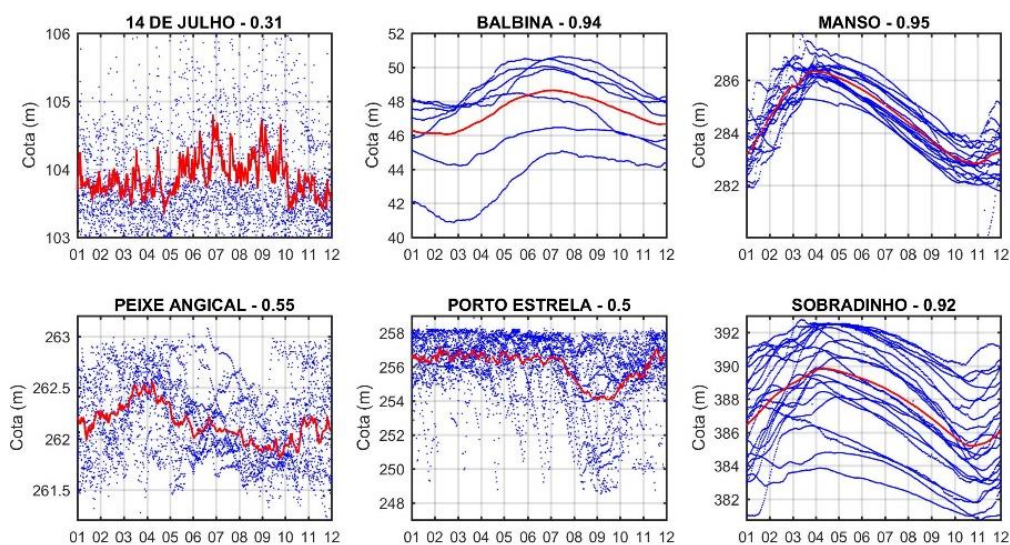 14 DE JULHO - 0.31
106
105
104
103
Cota (m)
01 02 03 04 05 06 07 08 09 10 11 12
BALBINA - 0.94
52
50
48
46
44
42
40
Cota (m)
01 02 03 04 05 06 07 08 09 10 11 12
MANSO - 0.95
286
284
282
Cota (m)
01 02 03 04 05 06 07 08 09 10 11 12
PEIXE ANGICAL - 0.55
263
262.5
262
261.5
Cota (m)
01 02 03 04 05 06 07 08 09 10 11 12
PORTO ESTRELA - 0.5
258
256
254
252
250
248
Cota (m)
01 02 03 04 05 06 07 08 09 10 11 12
SOBRADINHO - 0.92
392
390
388
386
384
382
Cota (m)
01 02 03 04 05 06 07 08 09 10 11 12